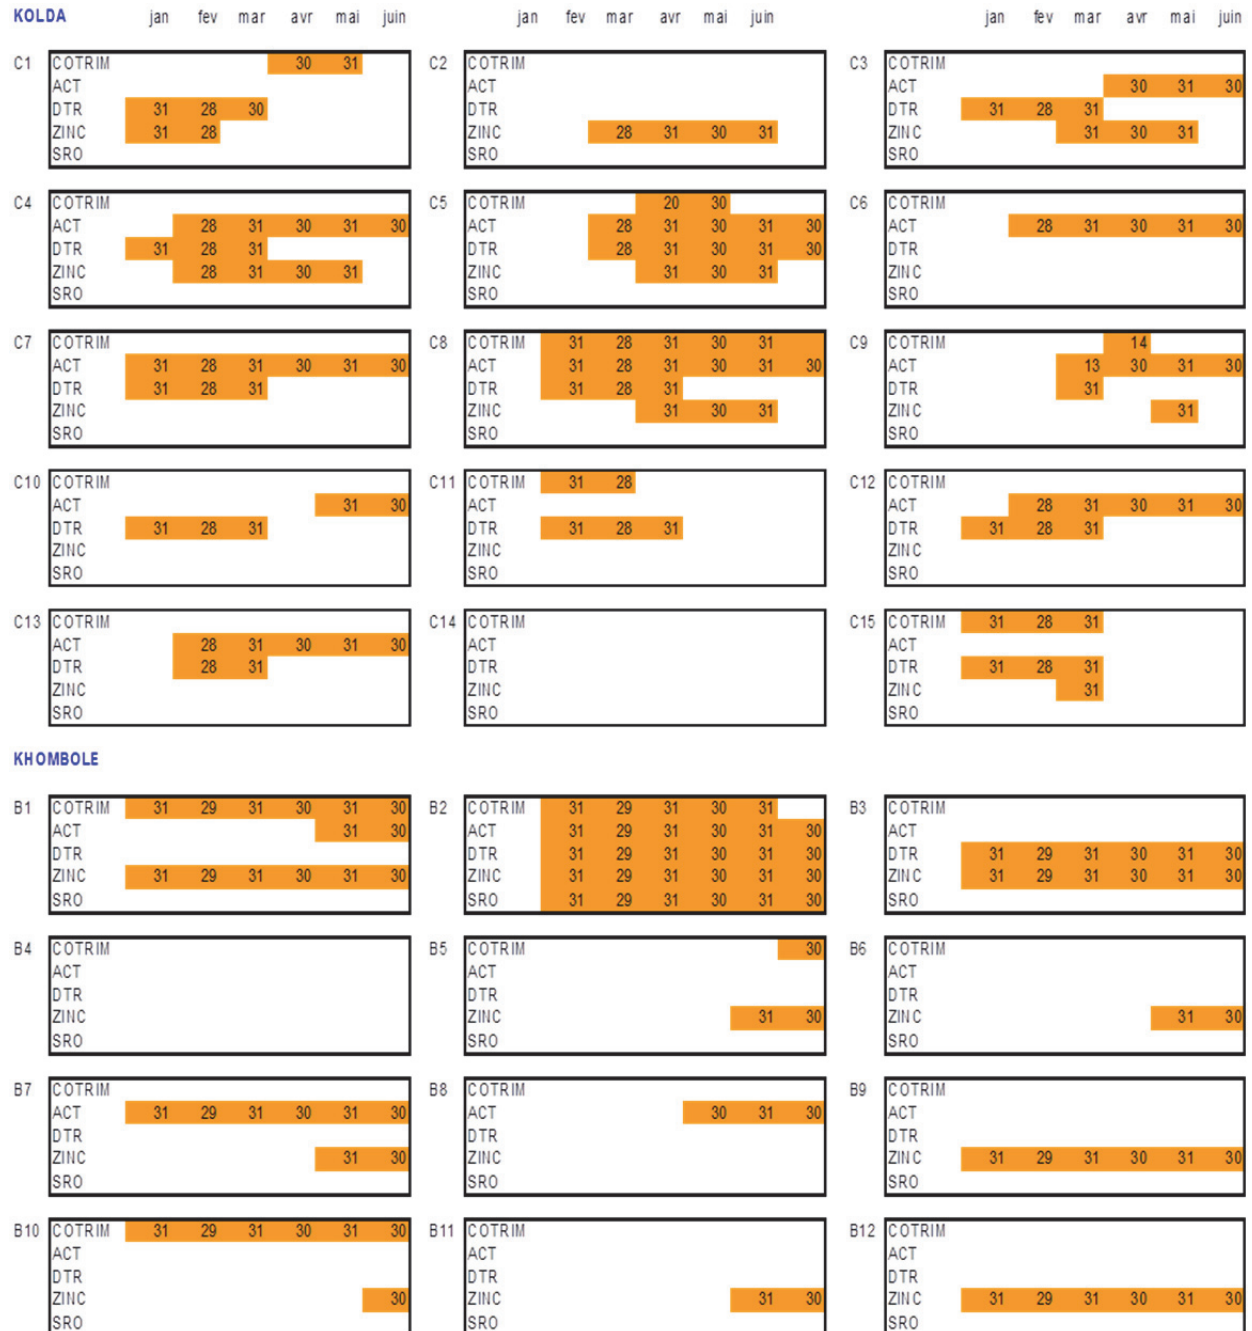 KOLDA jan fev mar avr mai juin jan fev mar avr mai juin jan fev mar avr mai juin
C1 COTRIM 30 31 C2 COTRIM C3 COTRIM
ACT ACT ACT 30 31 30
DTR 31 28 30 DTR DTR 31 28 31
ZINC 31 28 ZINC 28 31 30 31 ZINC 31 30 31
SRO SRO SRO
C4 COTRIM C5 COTRIM 20 30 C6 COTRIM
ACT 28 31 30 31 30 ACT 28 31 30 31 30 ACT 28 31 30 31 30
DTR 31 28 31 DTR 28 31 30 31 30 DTR
ZINC 28 31 30 31 ZINC 31 30 31 ZINC
SRO SRO SRO
C7 COTRIM C8 COTRIM 31 28 31 30 31 C9 COTRIM 14
ACT 31 28 31 30 31 30 ACT 31 28 31 30 31 30 ACT 13 30 31 30
DTR 31 28 31 DTR 31 28 31 DTR 31
ZINC ZINC 31 30 31 ZINC 31
SRO SRO SRO
C10 COTRIM C11 COTRIM 31 28 C12 COTRIM
ACT 31 30 ACT ACT 28 31 30 31 30
DTR 31 28 31 DTR 31 28 31 DTR 31 28 31
ZINC ZINC ZINC
SRO SRO SRO
C13 COTRIM C14 COTRIM C15 COTRIM 31 28 31
ACT 28 31 30 31 30 ACT ACT
DTR 28 31 DTR DTR 31 28 31
ZINC ZINC ZINC 31
SRO SRO SRO
KHOMBOLE
B1 COTRIM 31 29 31 30 31 30 B2 COTRIM 31 29 31 30 31 B3 COTRIM
ACT 31 30 ACT 31 29 31 30 31 30 ACT
DTR DTR 31 29 31 30 31 30 DTR 31 29 31 30 31 30
ZINC 31 29 31 30 31 30 ZINC 31 29 31 30 31 30 ZINC 31 29 31 30 31 30
SRO SRO 31 29 31 30 31 30 SRO
B4 COTRIM B5 COTRIM 30 B6 COTRIM
ACT ACT ACT
DTR DTR DTR
ZINC ZINC 31 30 ZINC 31 30
SRO SRO SRO
B7 COTRIM B8 COTRIM B9 COTRIM
ACT 31 29 31 30 31 30 ACT 30 31 30 ACT
DTR DTR DTR
ZINC 31 30 ZINC ZINC 31 29 31 30 31 30
SRO SRO SRO
B10 COTRIM 31 29 31 30 31 30 B11 COTRIM B12 COTRIM
ACT ACT ACT
DTR DTR DTR
ZINC 30 ZINC 31 30 ZINC 31 29 31 30 31 30
SRO SRO SRO